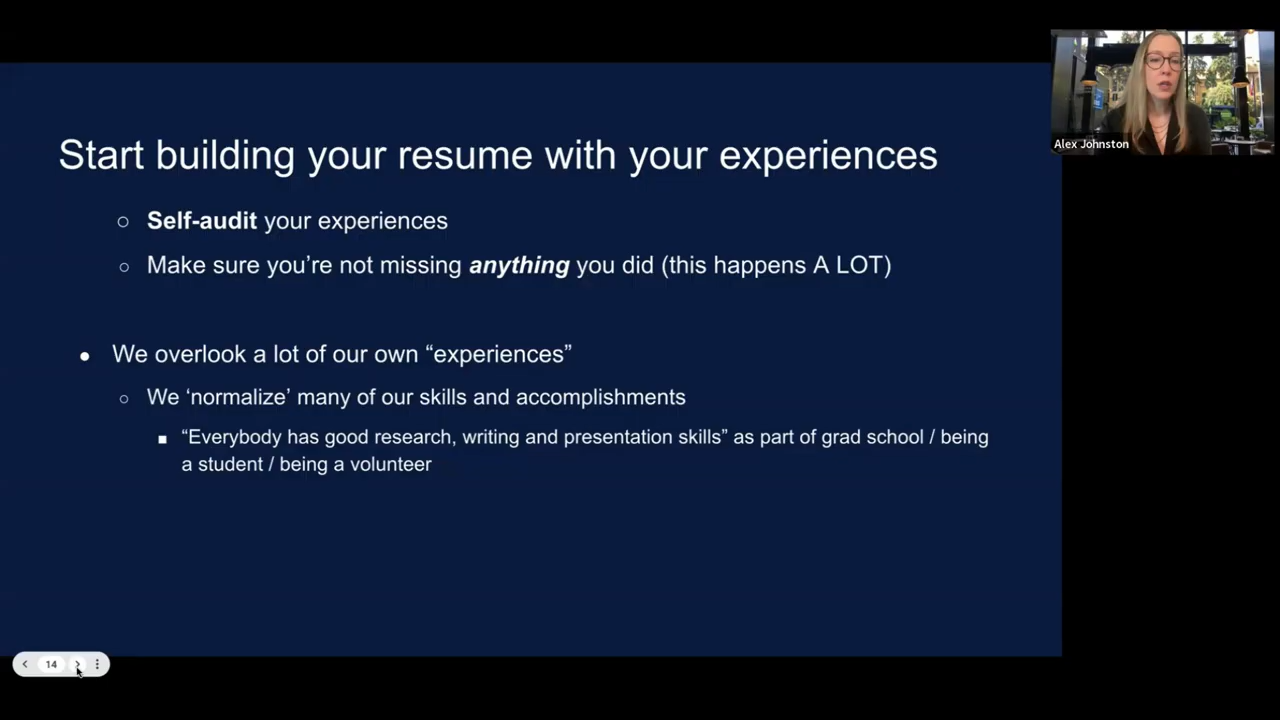 Start building your resume with your experiences
Self-audit your experiences
Make sure you’re not missing anything you did (this happens A LOT)
We overlook a lot of our own “experiences”
We ‘normalize’ many of our skills and accomplishments
“Everybody has good research, writing and presentation skills” as part of grad school / being
a student / being a volunteer
Alex Johnston
14